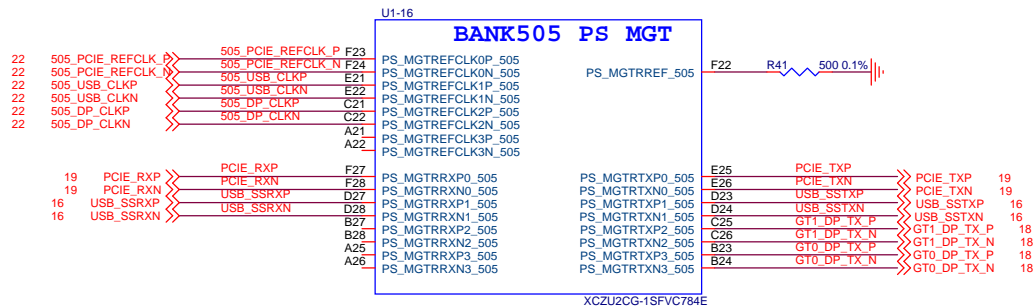 U1-16
BANK505 PS MGT
22 505_PCIE_REFCLK_P 505_PCIE_REFCLK_P F23 PS_MGTREFCLK0P_505
22 505_PCIE_REFCLK_N 505_PCIE_REFCLK_N F24 PS_MGTREFCLK0N_505 PS_MGTRREF_505 F22 R41 500 0.1%
22 505_USB_CLKP 505_USB_CLKP E21 PS_MGTREFCLK1P_505
22 505_USB_CLKN 505_USB_CLKN E22 PS_MGTREFCLK1N_505
22 505_DP_CLKP 505_DP_CLKP C21 PS_MGTREFCLK2P_505
22 505_DP_CLKN 505_DP_CLKN C22 PS_MGTREFCLK2N_505
A21 PS_MGTREFCLK3P_505
A22 PS_MGTREFCLK3N_505
19 PCIE_RXP PCIE_RXP F27 PS_MGTRRXP0_505 PS_MGTRTXP0_505 E25 PCIE_TXP PCIE_TXP 19
19 PCIE_RXN PCIE_RXN F28 PS_MGTRRXN0_505 PS_MGTRTXN0_505 E26 PCIE_TXN PCIE_TXN 19
16 USB_SSRXP USB_SSRXP D27 PS_MGTRRXP1_505 PS_MGTRTXP1_505 D23 USB_SSTXP USB_SSTXP 16
16 USB_SSRXN USB_SSRXN D28 PS_MGTRRXN1_505 PS_MGTRTXN1_505 D24 USB_SSTXN USB_SSTXN 16
B27 PS_MGTRRXP2_505 PS_MGTRTXP2_505 C25 GT1_DP_TX_P GT1_DP_TX_P 18
B28 PS_MGTRRXN2_505 PS_MGTRTXN2_505 C26 GT1_DP_TX_N GT1_DP_TX_N 18
A25 PS_MGTRRXP3_505 PS_MGTRTXP3_505 B23 GT0_DP_TX_P GT0_DP_TX_P 18
A26 PS_MGTRRXN3_505 PS_MGTRTXN3_505 B24 GT0_DP_TX_N GT0_DP_TX_N 18
XCZU2CG-1SFVC784E